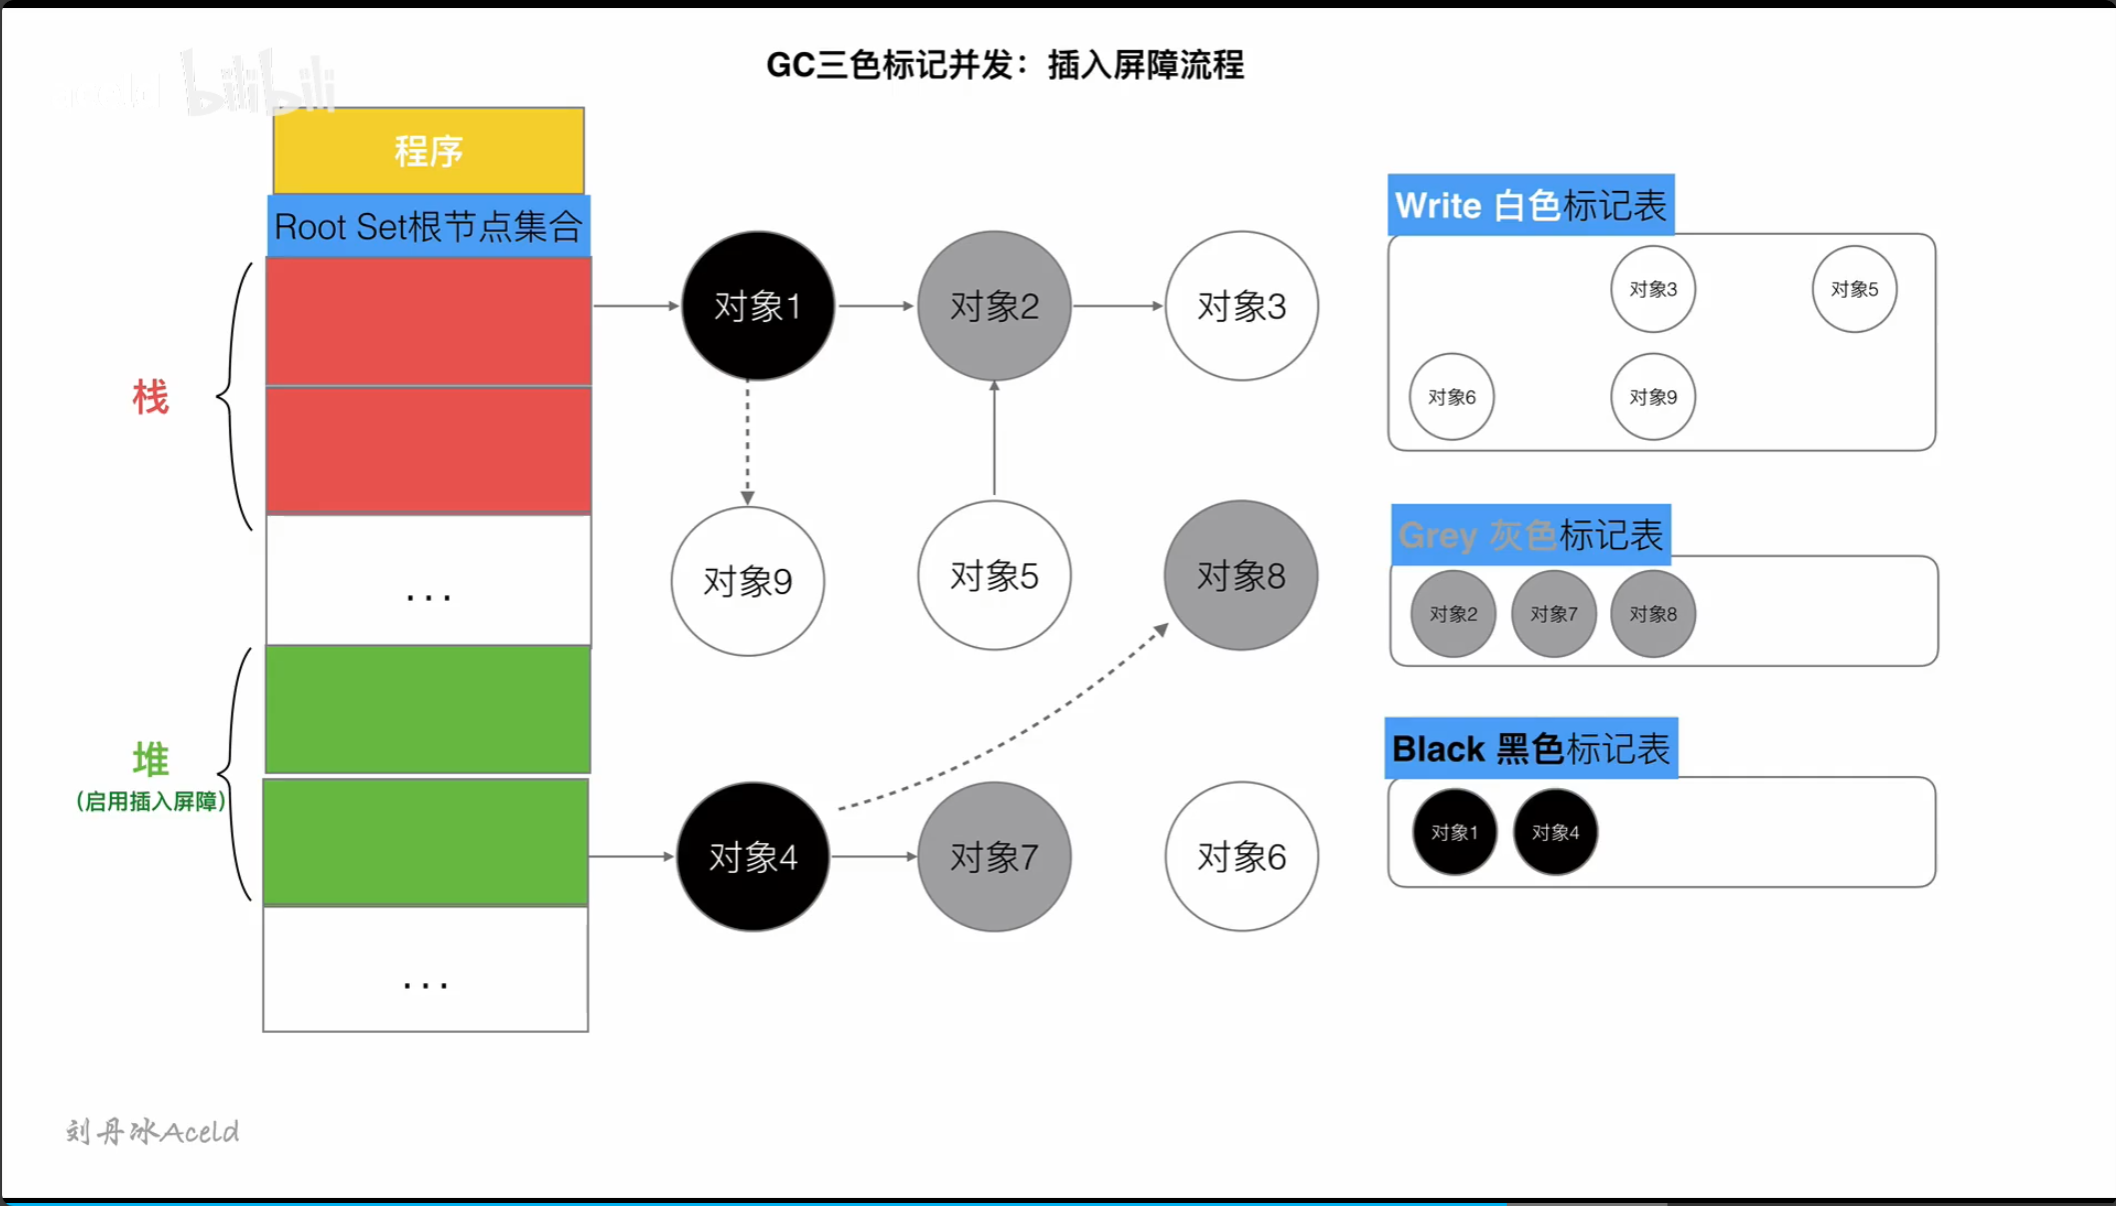 GC三色标记并发：插入屏障流程
bilibili
程序
Root Set根节点集合
栈
...
堆
（启用插入屏障）
...
对象1
对象2
对象3
对象9
对象5
对象8
对象4
对象7
对象6
Write 白色标记表
对象3
对象5
对象6
对象9
Grey 灰色标记表
对象2
对象7
对象8
Black 黑色标记表
对象1
对象4
刘丹冰Aceld